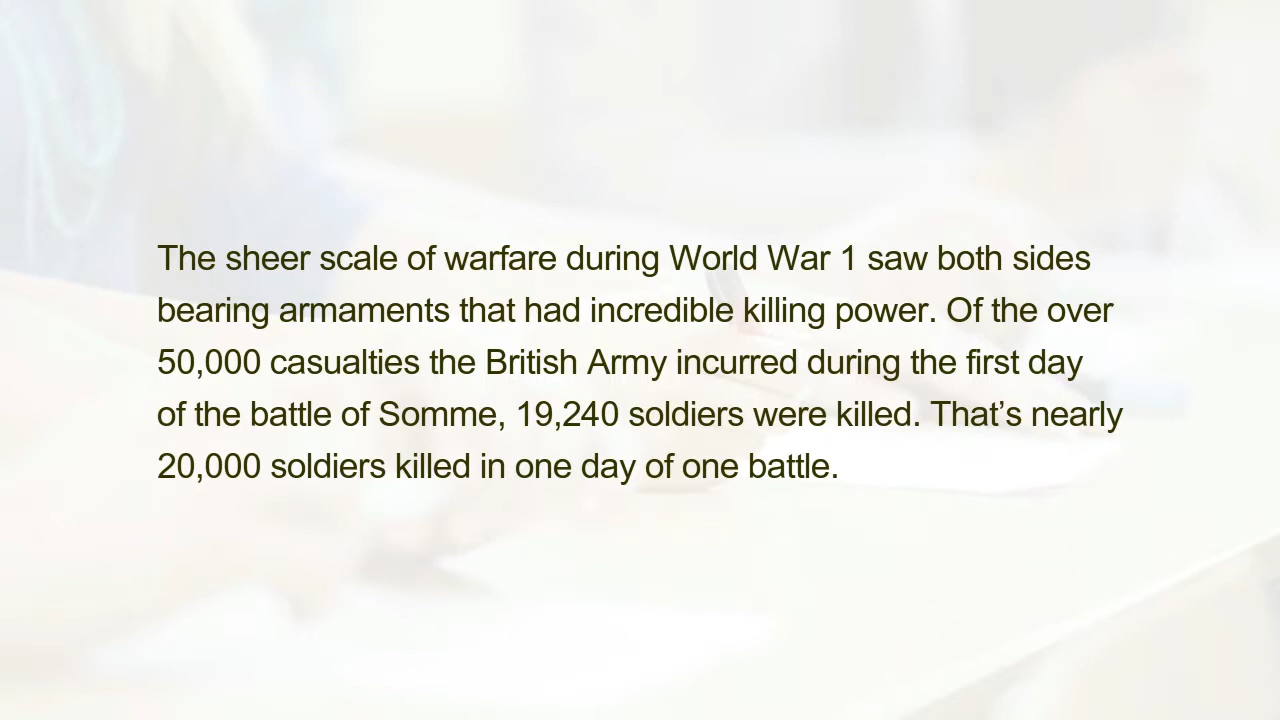 The sheer scale of warfare during World War 1 saw both sides
bearing armaments that had incredible killing power. Of the over
50,000 casualties the British Army incurred during the first day
of the battle of Somme, 19,240 soldiers were killed. That’s nearly
20,000 soldiers killed in one day of one battle.